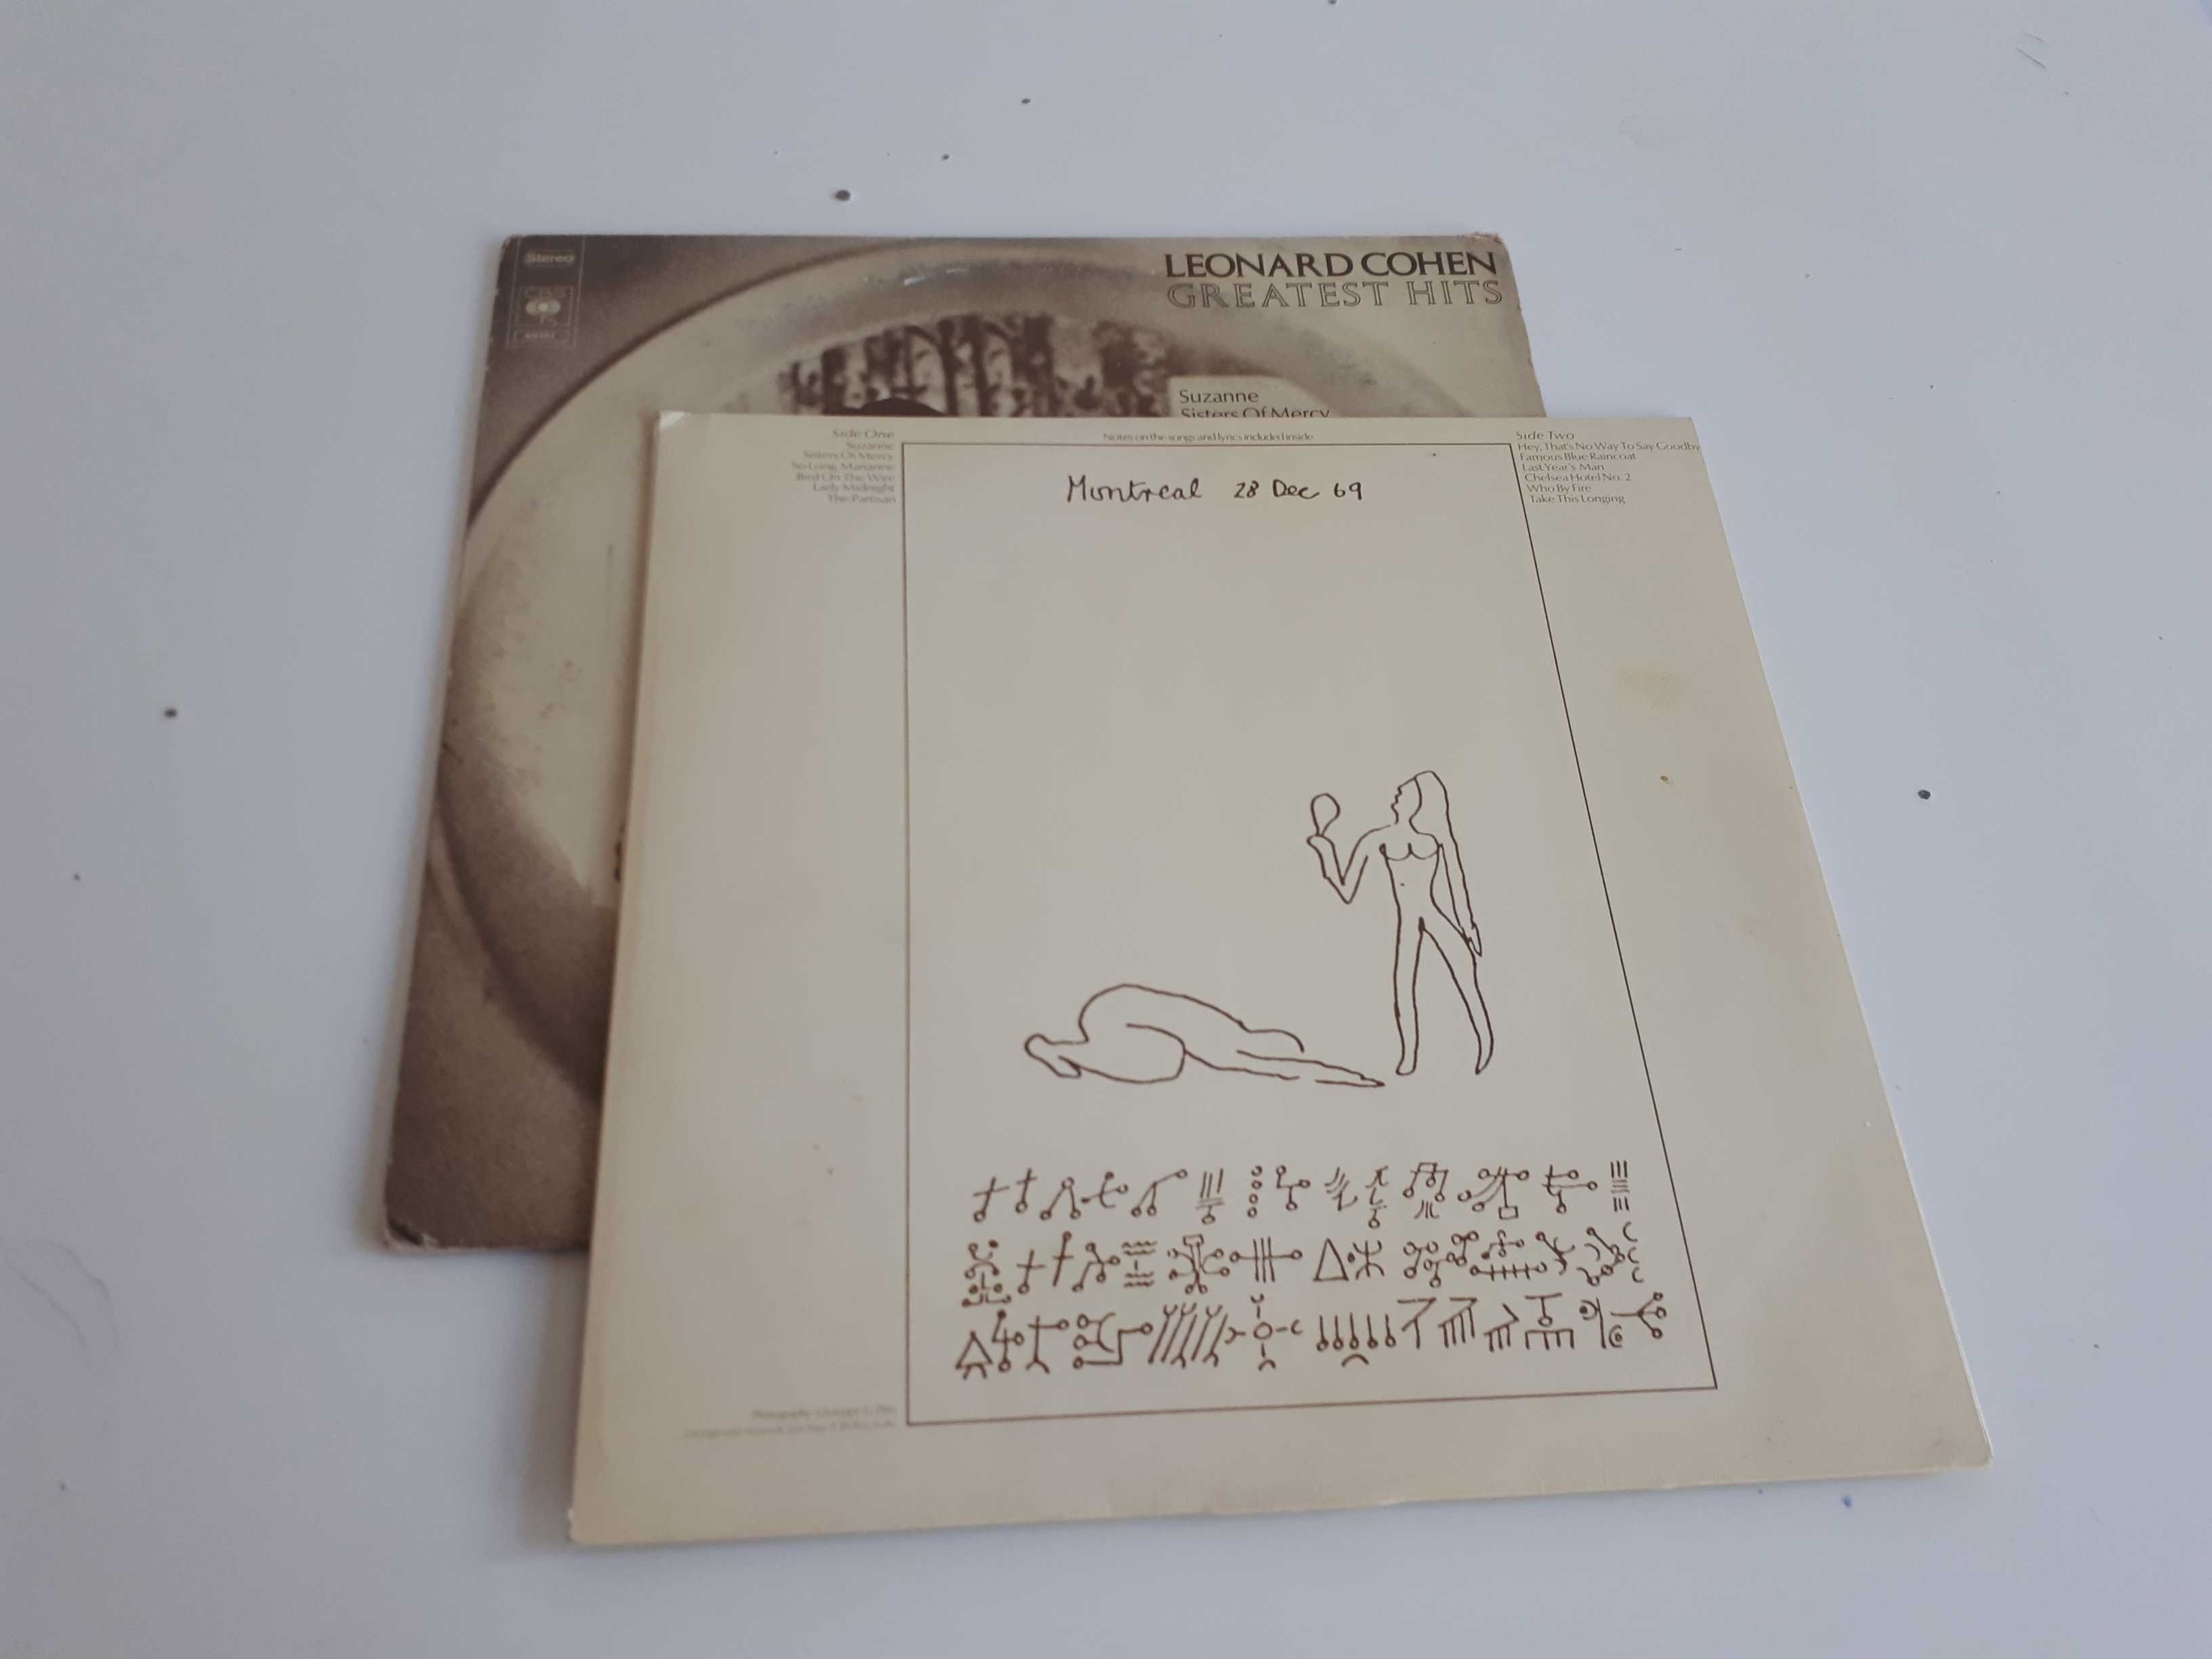 Stereo
CBS
LEONARD COHEN
GREATEST HITS
Suzanne
Sisters Of Mercy
Side One
Suzanne
Sisters Of Mercy
So Long, Marianne
Bird On The Wire
Lady Midnight
The Partisan
Notes on the songs and lyrics included inside
Side Two
Hey, That's No Way To Say Goodby
Famous Blue Raincoat
Last Year's Man
Chelsea Hotel No. 2
Who By Fire
Take This Longing
Montreal 28 Dec 69
Photography: